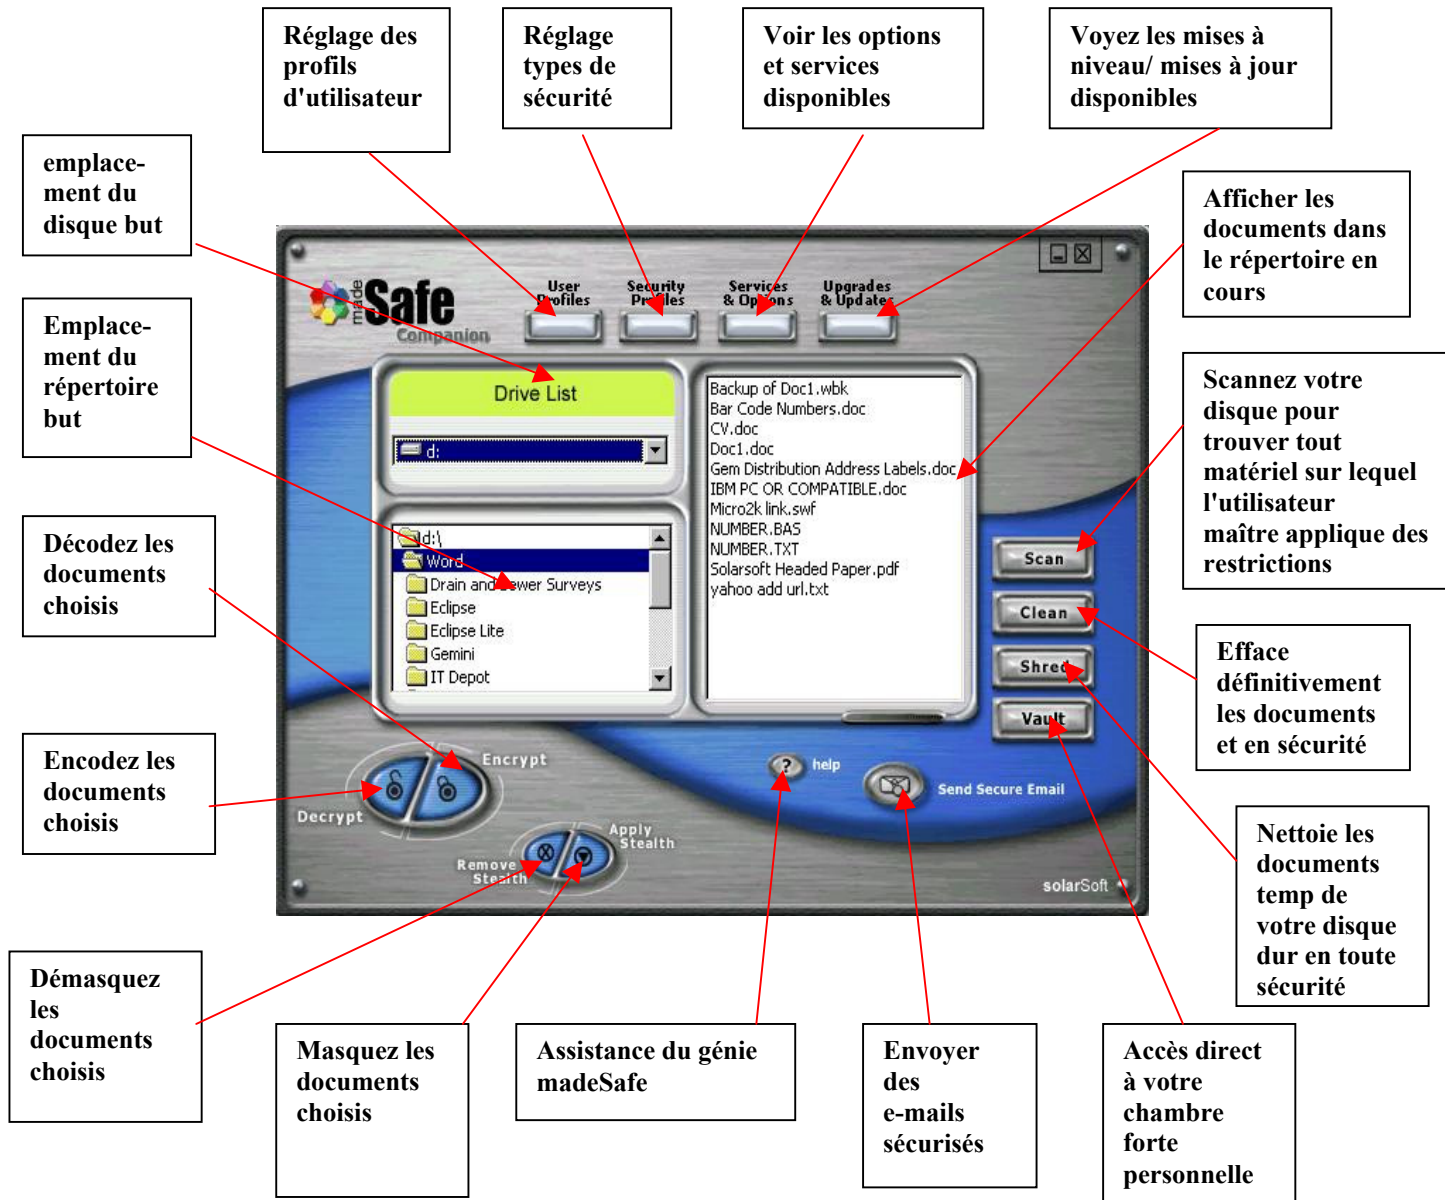 Réglage des
profils
d'utilisateur
Réglage
types de
sécurité
Voir les options
et services
disponibles
Voyez les mises à
niveau/ mises à jour
disponibles
emplace-
ment du
disque but
Afficher les
documents dans
le répertoire en
cours
Emplace-
ment du
répertoire
but
Scannez votre
disque pour
trouver tout
matériel sur lequel
l'utilisateur
maître applique des
restrictions
Décodez les
documents
choisis
Efface
définitivement
les documents
et en sécurité
Encodez les
documents
choisis
Nettoie les
documents
temp de
votre disque
dur en toute
sécurité
Démasquez
les
documents
choisis
Masquez les
documents
choisis
Assistance du génie
madeSafe
Envoyer
des
e-mails
sécurisés
Accès direct
à votre
chambre
forte
personnelle
made
Safe
Companion
User
Profiles
Security
Profiles
Services
& Options
Upgrades
& Updates
Drive List
d:
d:\
Word
Drain and Sewer Surveys
Eclipse
Eclipse Lite
Gemini
IT Depot
Backup of Doc1.wbk
Bar Code Numbers.doc
CV.doc
Doc1.doc
Gem Distribution Address Labels.doc
IBM PC OR COMPATIBLE.doc
Micro2k link.swf
NUMBER.BAS
NUMBER.TXT
Solarsoft Headed Paper.pdf
yahoo add url.txt
Scan
Clean
Shred
Vault
Encrypt
Decrypt
Apply
Stealth
Remove
Stealth
? help
Send Secure Email
solarSoft